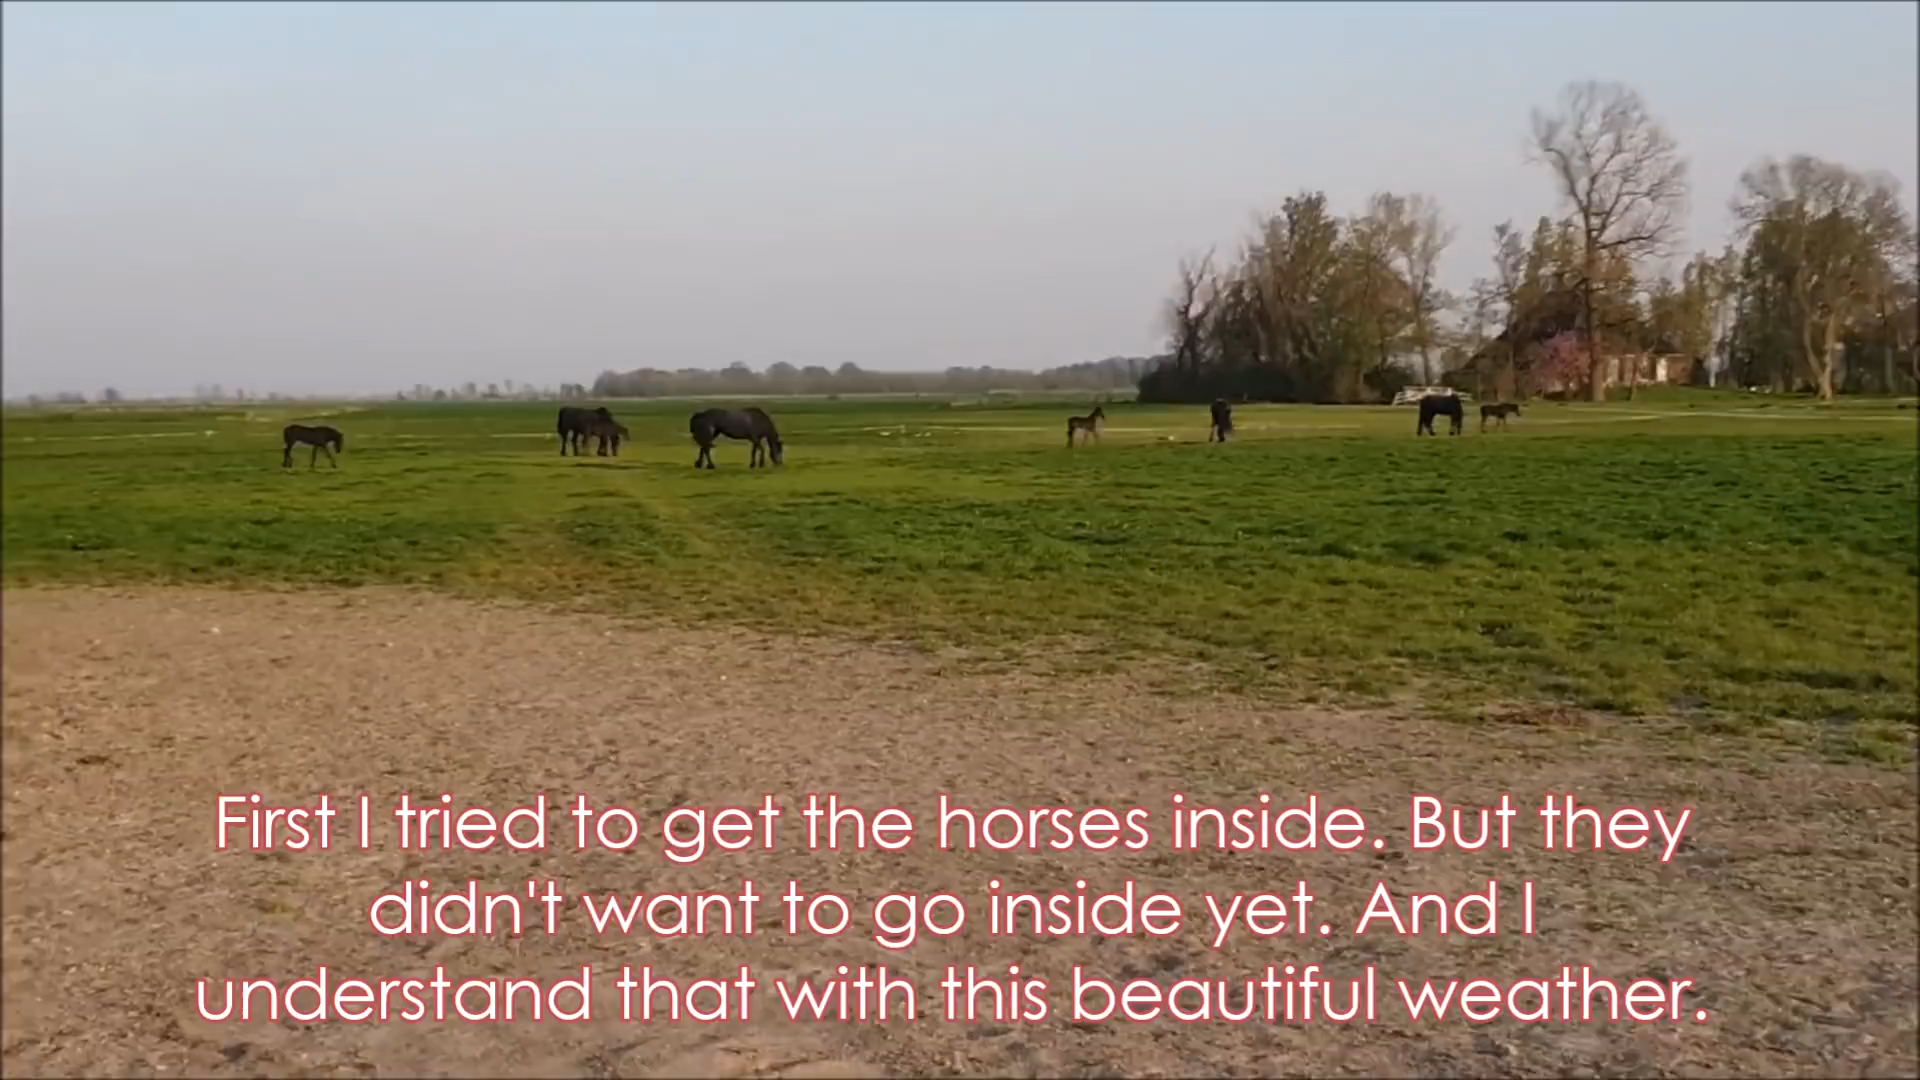 First I tried to get the horses inside. But they
didn't want to go inside yet. And I
understand that with this beautiful weather.